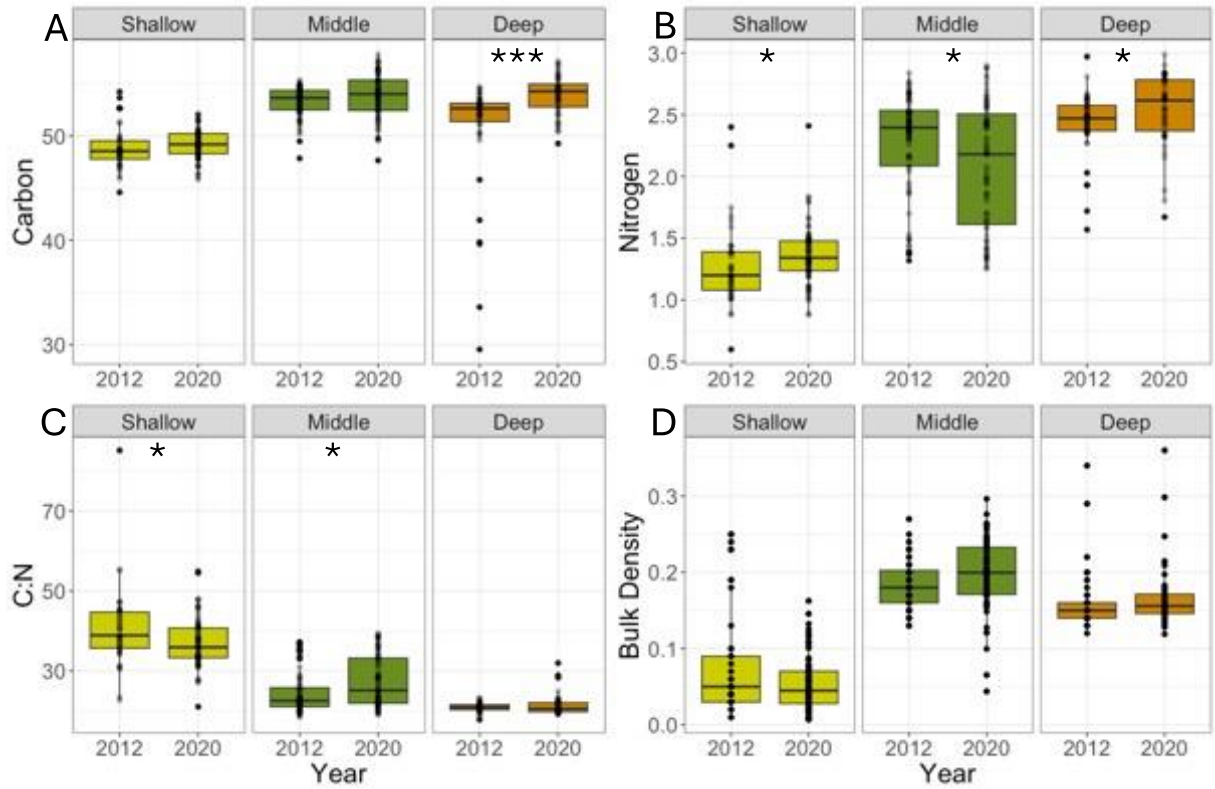 A
Shallow Middle Deep
***
Carbon
50
40
30
2012 2020 2012 2020 2012 2020
B
Shallow Middle Deep
* * *
Nitrogen
3.0
2.5
2.0
1.5
1.0
0.5
2012 2020 2012 2020 2012 2020
C
Shallow Middle Deep
* *
C:N
70
50
30
2012 2020 2012 2020 2012 2020
Year
D
Shallow Middle Deep
Bulk Density
0.3
0.2
0.1
0.0
2012 2020 2012 2020 2012 2020
Year